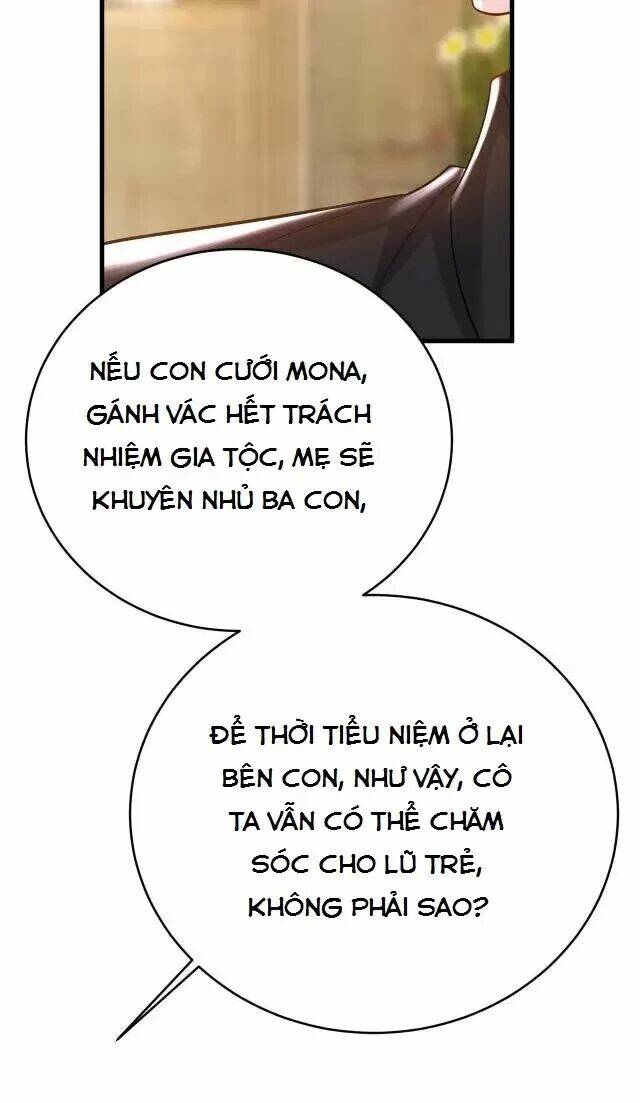 NẾU CON CƯỚI MONA,
GÁNH VÁC HẾT TRÁCH
NHIỆM GIA TỘC, MẸ SẼ
KHUYÊN NHỦ BA CON,
ĐỂ THỜI TIỂU NIỆM Ở LẠI
BÊN CON, NHƯ VẬY, CÔ
TA VẪN CÓ THỂ CHĂM
SÓC CHO LŨ TRẺ,
KHÔNG PHẢI SAO?